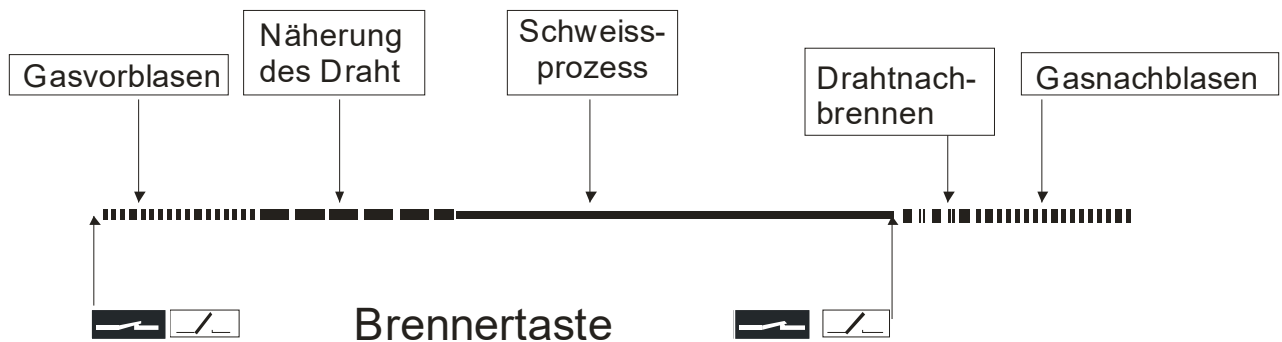 Gasvorblasen
Näherung
des Draht
Schweiss-
prozess
Drahtnach-
brennen
Gasnachblasen
Brennertaste